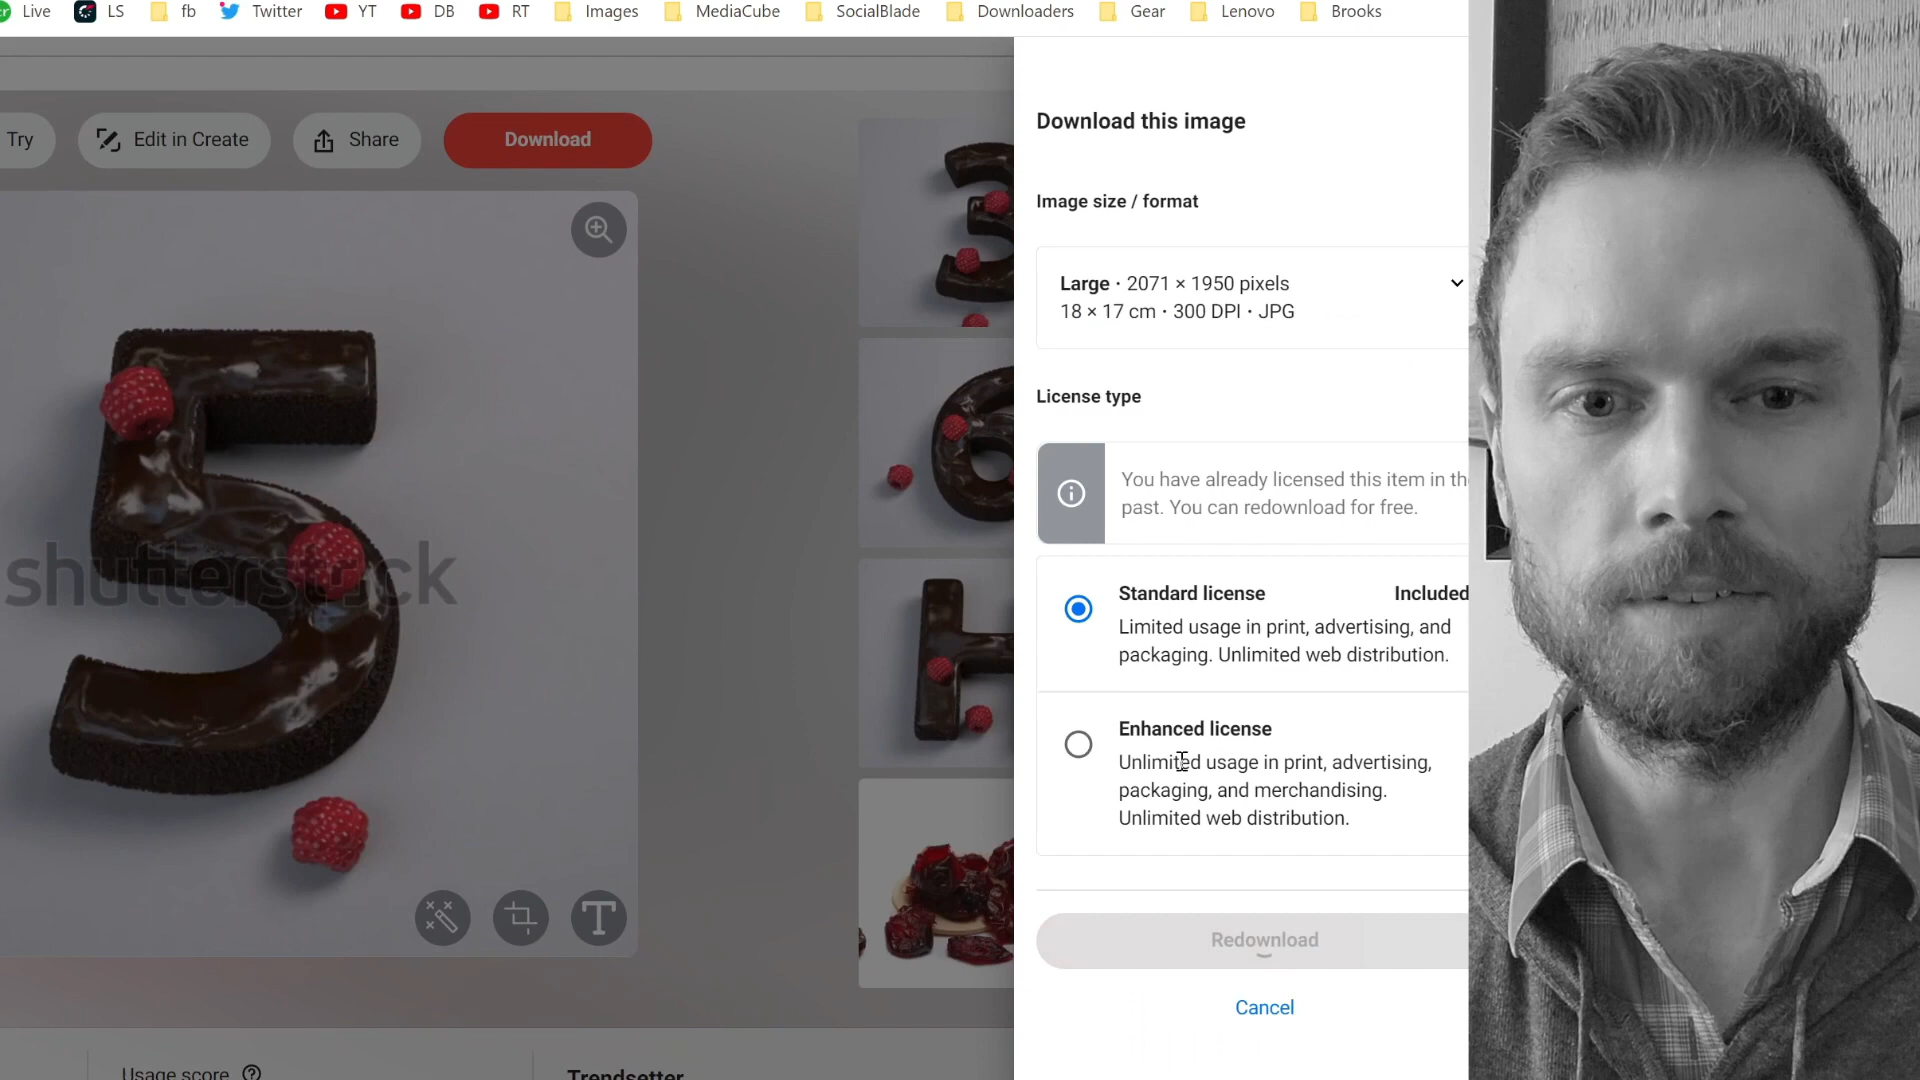 Live LS fb Twitter YT DB RT Images MediaCube SocialBlade Downloaders Gear Lenovo Brooks
Try Edit in Create Share Download
shutterstock
Usage score Trendsetter
Download this image
Image size / format
Large · 2071 × 1950 pixels
18 × 17 cm · 300 DPI · JPG
License type
You have already licensed this item in
past. You can redownload for free.
Standard license Included
Limited usage in print, advertising, and
packaging. Unlimited web distribution.
Enhanced license
Unlimited usage in print, advertising,
packaging, and merchandising.
Unlimited web distribution.
Redownload
Cancel